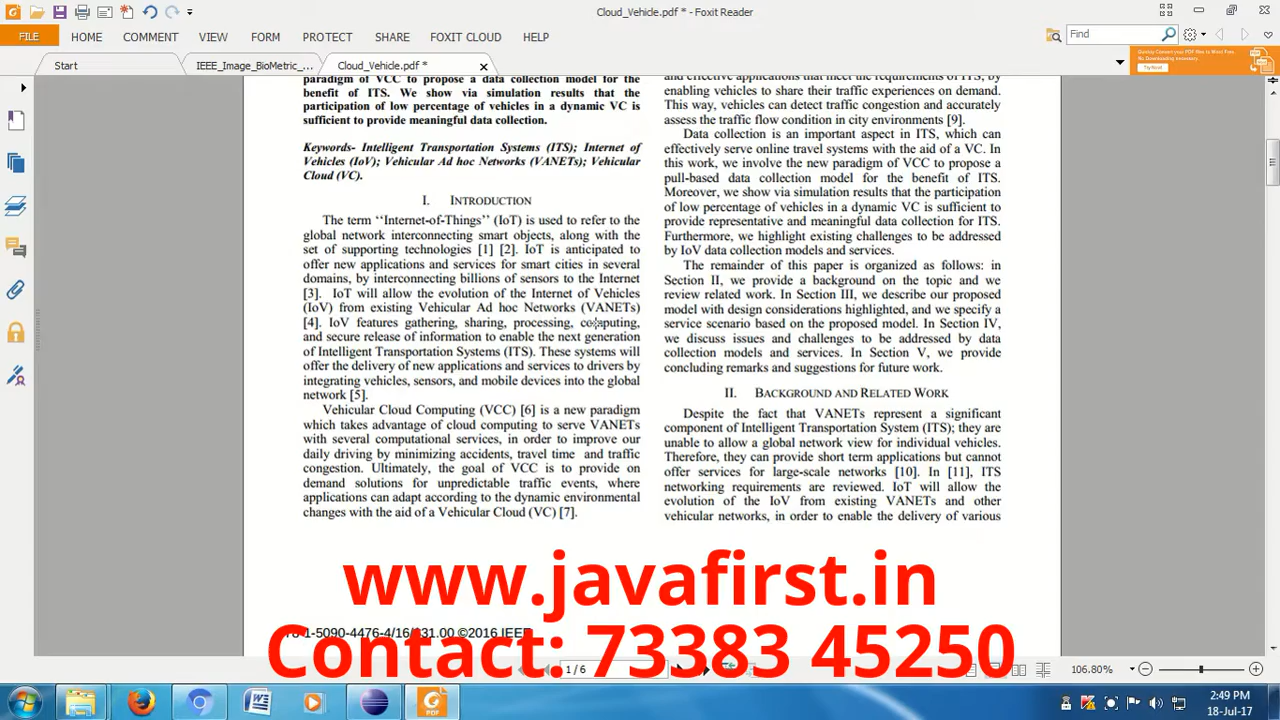 Cloud_Vehicle.pdf * - Foxit Reader
FILE HOME COMMENT VIEW FORM PROTECT SHARE FOXIT CLOUD HELP
Find
Start IEEE_Image_BioMetric_... Cloud_Vehicle.pdf *
paradigm of VCC to propose a data collection model for the
benefit of ITS. We show via simulation results that the
participation of low percentage of vehicles in a dynamic VC is
sufficient to provide meaningful data collection.
Keywords- Intelligent Transportation Systems (ITS); Internet of
Vehicles (IoV); Vehicular Ad hoc Networks (VANETs); Vehicular
Cloud (VC).
I. INTRODUCTION
The term ‘‘Internet-of-Things’’ (IoT) is used to refer to the
global network interconnecting smart objects, along with the
set of supporting technologies [1] [2]. IoT is anticipated to
offer new applications and services for smart cities in several
domains, by interconnecting billions of sensors to the Internet
[3]. IoT will allow the evolution of the Internet of Vehicles
(IoV) from existing Vehicular Ad hoc Networks (VANETs)
[4]. IoV features gathering, sharing, processing, computing,
and secure release of information to enable the next generation
of Intelligent Transportation Systems (ITS). These systems will
offer the delivery of new applications and services to drivers by
integrating vehicles, sensors, and mobile devices into the global
network [5].
Vehicular Cloud Computing (VCC) [6] is a new paradigm
which takes advantage of cloud computing to serve VANETs
with several computational services, in order to improve our
daily driving by minimizing accidents, travel time and traffic
congestion. Ultimately, the goal of VCC is to provide on
demand solutions for unpredictable traffic events, where
applications can adapt according to the dynamic environmental
changes with the aid of a Vehicular Cloud (VC) [7].
and effective applications that meet the requirements of ITS, by
enabling vehicles to share their traffic experiences on demand.
This way, vehicles can detect traffic congestion and accurately
assess the traffic flow condition in city environments [9].
Data collection is an important aspect in ITS, which can
effectively serve online travel systems with the aid of a VC. In
this work, we involve the new paradigm of VCC to propose a
pull-based data collection model for the benefit of ITS.
Moreover, we show via simulation results that the participation
of low percentage of vehicles in a dynamic VC is sufficient to
provide representative and meaningful data collection for ITS.
Furthermore, we highlight existing challenges to be addressed
by IoV data collection models and services.
The remainder of this paper is organized as follows: in
Section II, we provide a background on the topic and we
review related work. In Section III, we describe our proposed
model with design considerations highlighted, and we specify a
service scenario based on the proposed model. In Section IV,
we discuss issues and challenges to be addressed by data
collection models and services. In Section V, we provide
concluding remarks and suggestions for future work.
II. BACKGROUND AND RELATED WORK
Despite the fact that VANETs represent a significant
component of Intelligent Transportation System (ITS); they are
unable to allow a global network view for individual vehicles.
Therefore, they can provide short term applications but cannot
offer services for large-scale networks [10]. In [11], ITS
networking requirements are reviewed. IoT will allow the
evolution of the IoV from existing VANETs and other
vehicular networks, in order to enable the delivery of various
www.javafirst.in
-1-5090-4476-4/16/$31.00 ©2016 IEEE
Contact: 73383 45250
1 / 6
106.80%
2:49 PM
18-Jul-17